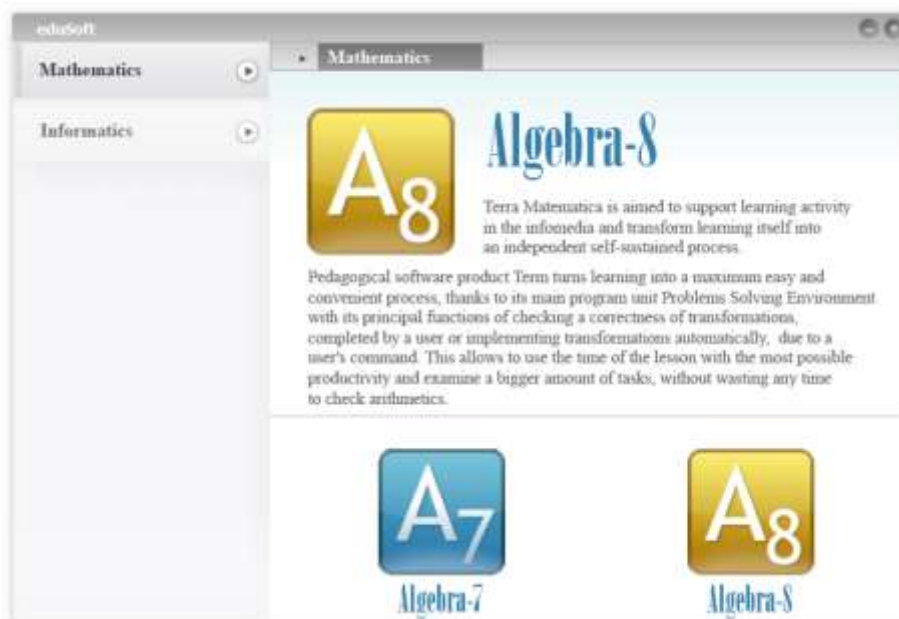 eduSoft
Mathematics
Informatics
Mathematics
A8
Algebra-8
Terra Matematica is aimed to support learning activity
in the infomedia and transform learning itself into
an independent self-sustained process.
Pedagogical software product Term turns learning into a maximum easy and
convenient process, thanks to its main program unit Problems Solving Environment
with its principal functions of checking a correctness of transformations,
completed by a user or implementing transformations automatically, due to a
user's command. This allows to use the time of the lesson with the most possible
productivity and examine a bigger amount of tasks, without wasting any time
to check arithmetics.
A7
A8
Algebra-7
Algebra-8